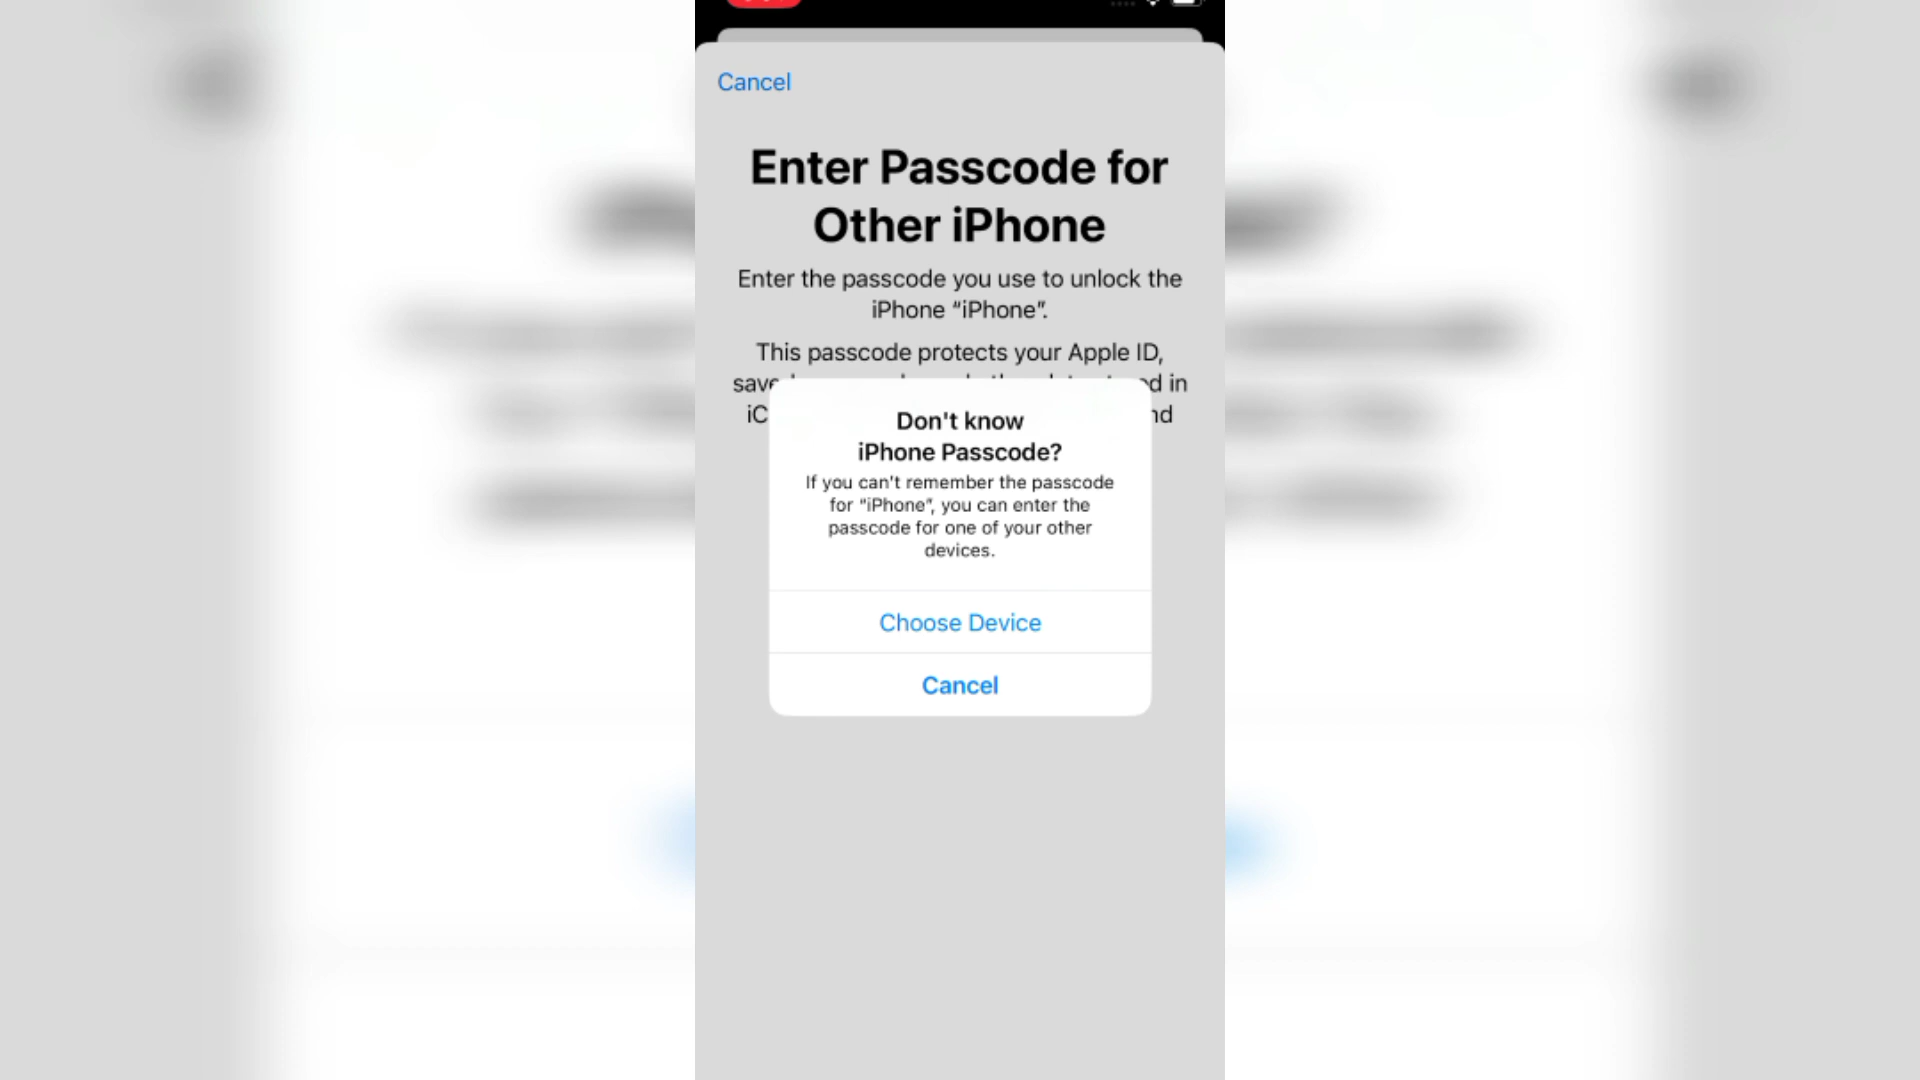 Cancel
Enter Passcode for
Other iPhone
Enter the passcode you use to unlock the
iPhone “iPhone”.
This passcode protects your Apple ID,
in
iC
Don't know
iPhone Passcode?
If you can't remember the passcode
for “iPhone”, you can enter the
passcode for one of your other
devices.
Choose Device
Cancel